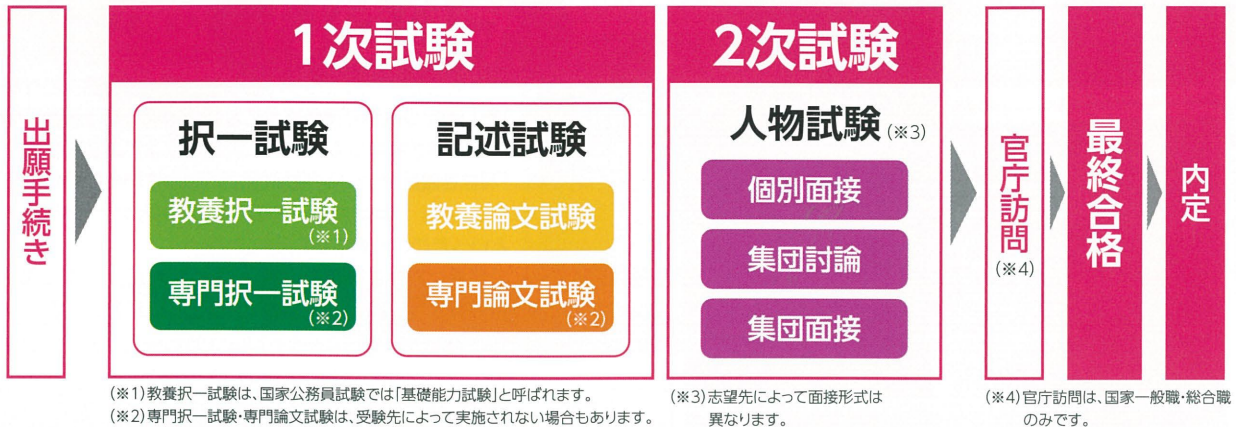 出願手続き
1次試験
択一試験
教養択一試験
(※1)
専門択一試験
(※2)
記述試験
教養論文試験
専門論文試験
(※2)
2次試験
人物試験(※3)
個別面接
集団討論
集団面接
官庁訪問
(※4)
最終合格
内定
(※1)教養択一試験は、国家公務員試験では「基礎能力試験」と呼ばれます。
(※2)専門択一試験・専門論文試験は、受験先によって実施されない場合もあります。
(※3)志望先によって面接形式は
異なります。
(※4)官庁訪問は、国家一般職・総合職
のみです。